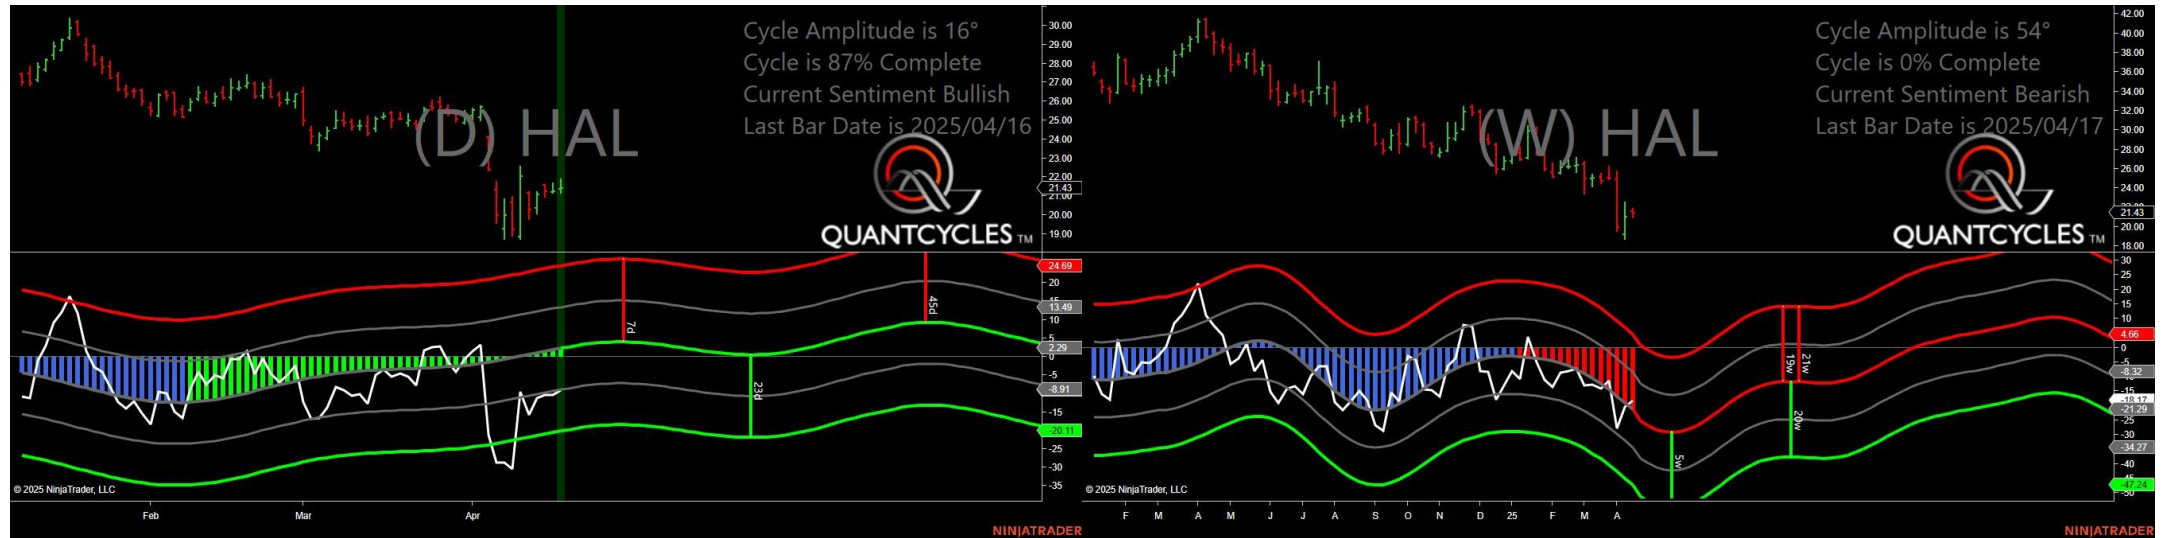 Cycle Amplitude is 16°
Cycle is 87% Complete
Current Sentiment Bullish
Last Bar Date is 2025/04/16
(D) HAL
QUANTCYCLES TM
30.00
29.00
28.00
27.00
26.00
25.00
24.00
23.00
22.00
21.43
21.00
20.00
19.00
24.69
20
13.49
10
5
2.29
0
-5
-8.91
-15
-20.11
-25
-30
-35
7d
45d
23d
© 2025 NinjaTrader, LLC
Feb
Mar
Apr
NINJATRADER
Cycle Amplitude is 54°
Cycle is 0% Complete
Current Sentiment Bearish
Last Bar Date is 2025/04/17
(W) HAL
QUANTCYCLES TM
42.00
40.00
38.00
36.00
34.00
32.00
30.00
28.00
26.00
24.00
21.43
20.00
18.00
30
25
20
15
10
4.66
0
-5
-8.32
-18.17
-21.29
-25
-30
-34.27
-40
-47.24
-50
19w
21w
20w
5w
© 2025 NinjaTrader, LLC
F
M
A
M
J
J
A
S
O
N
D
25
F
M
A
NINJATRADER